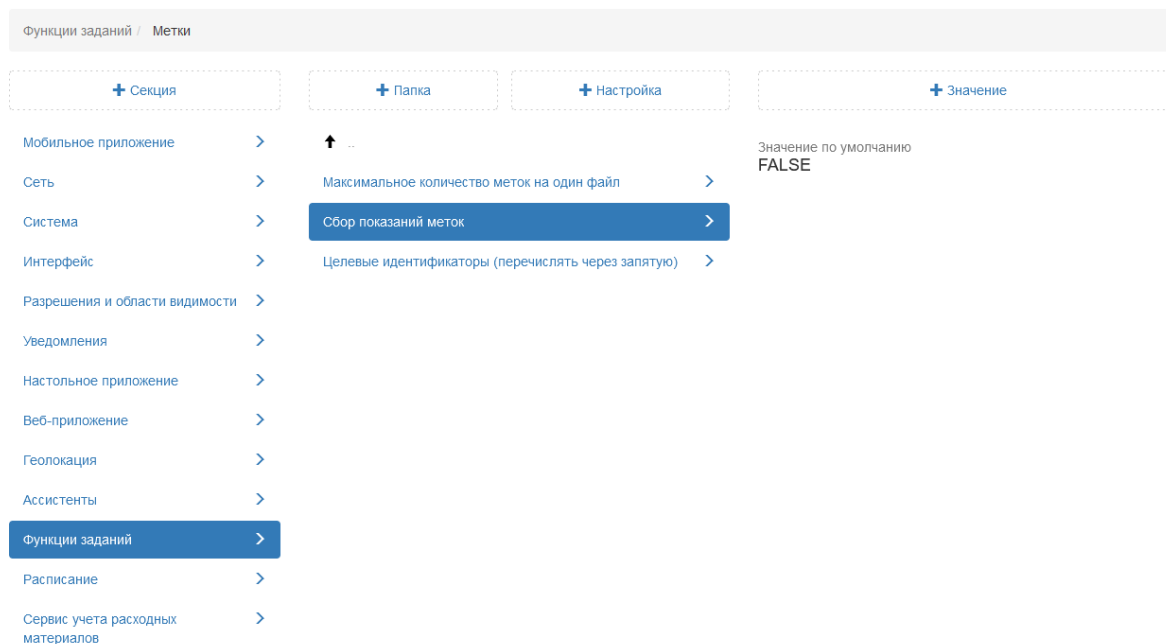 Функции заданий / Метки
+ Секция
+ Папка
+ Настройка
+ Значение
Мобильное приложение
Сеть
Система
Интерфейс
Разрешения и области видимости
Уведомления
Настольное приложение
Веб-приложение
Геолокация
Ассистенты
Функции заданий
Расписание
Сервис учета расходных
материалов
..
Максимальное количество меток на один файл
Сбор показаний меток
Целевые идентификаторы (перечислять через запятую)
Значение по умолчанию
FALSE